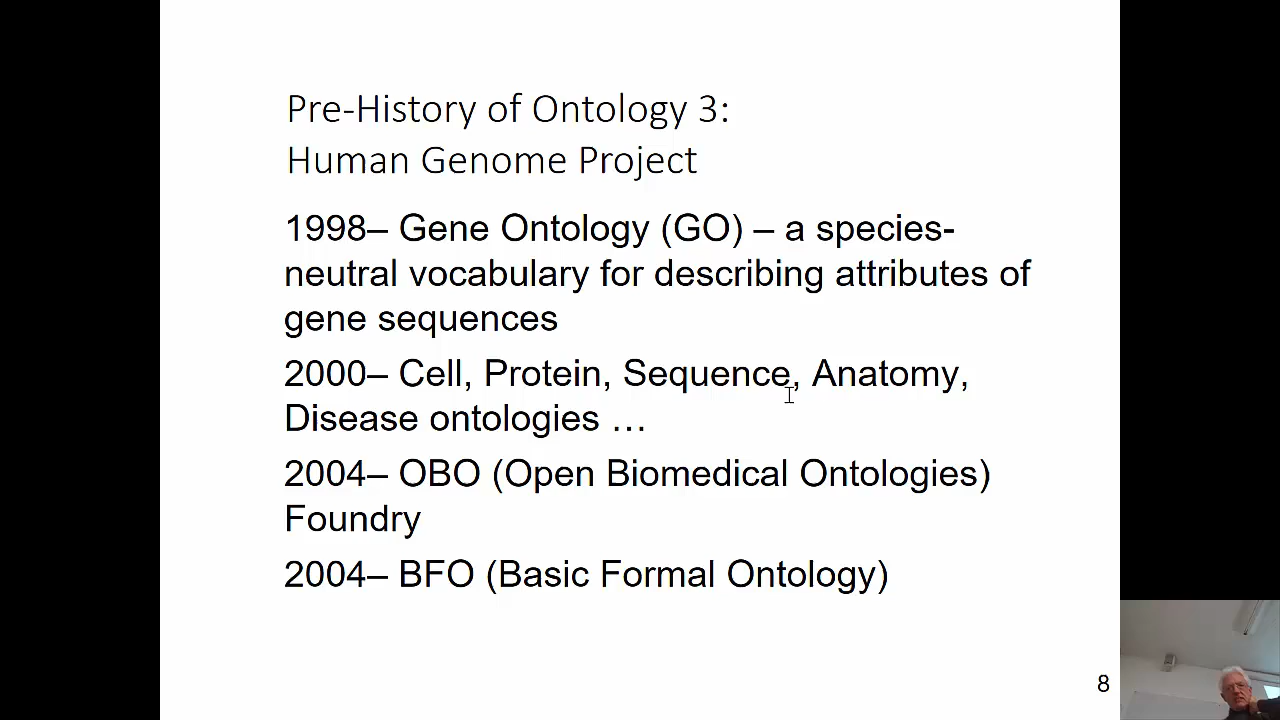 Pre-History of Ontology 3:
Human Genome Project
1998– Gene Ontology (GO) – a species-
neutral vocabulary for describing attributes of
gene sequences
2000– Cell, Protein, Sequence, Anatomy,
Disease ontologies …
2004– OBO (Open Biomedical Ontologies)
Foundry
2004– BFO (Basic Formal Ontology)
8